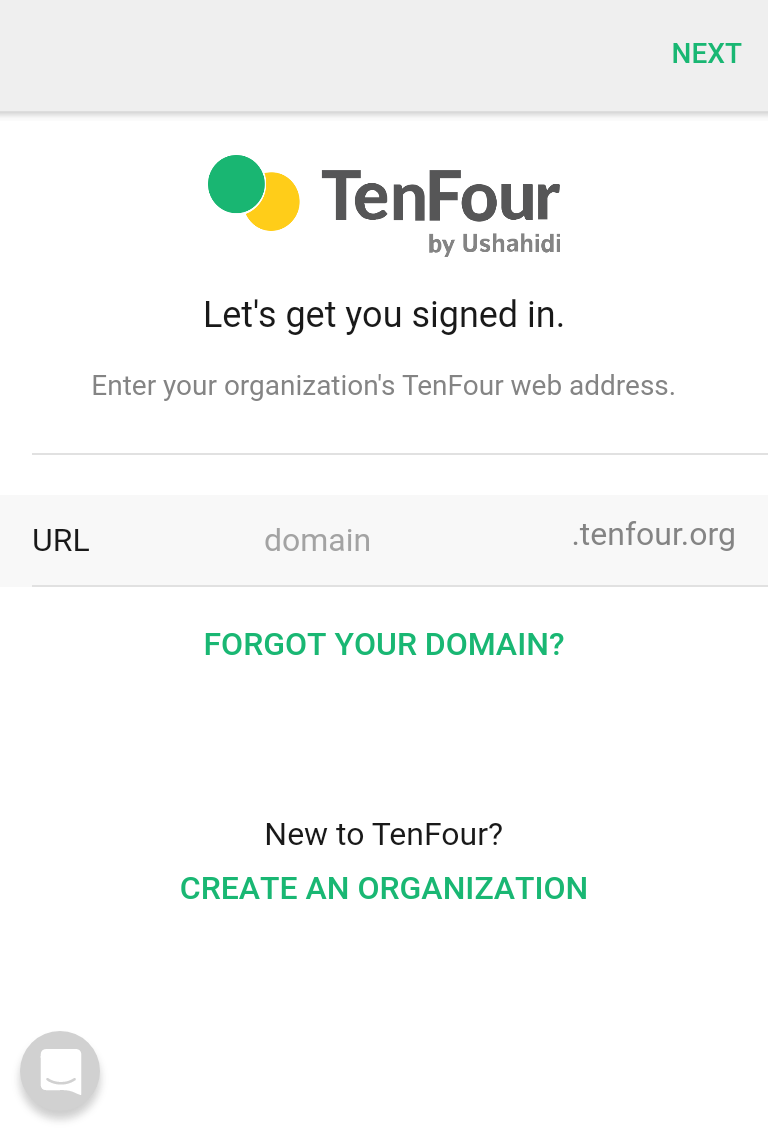 NEXT
TenFour
by Ushahidi
Let's get you signed in.
Enter your organization's TenFour web address.
URL domain .tenfour.org
FORGOT YOUR DOMAIN?
New to TenFour?
CREATE AN ORGANIZATION